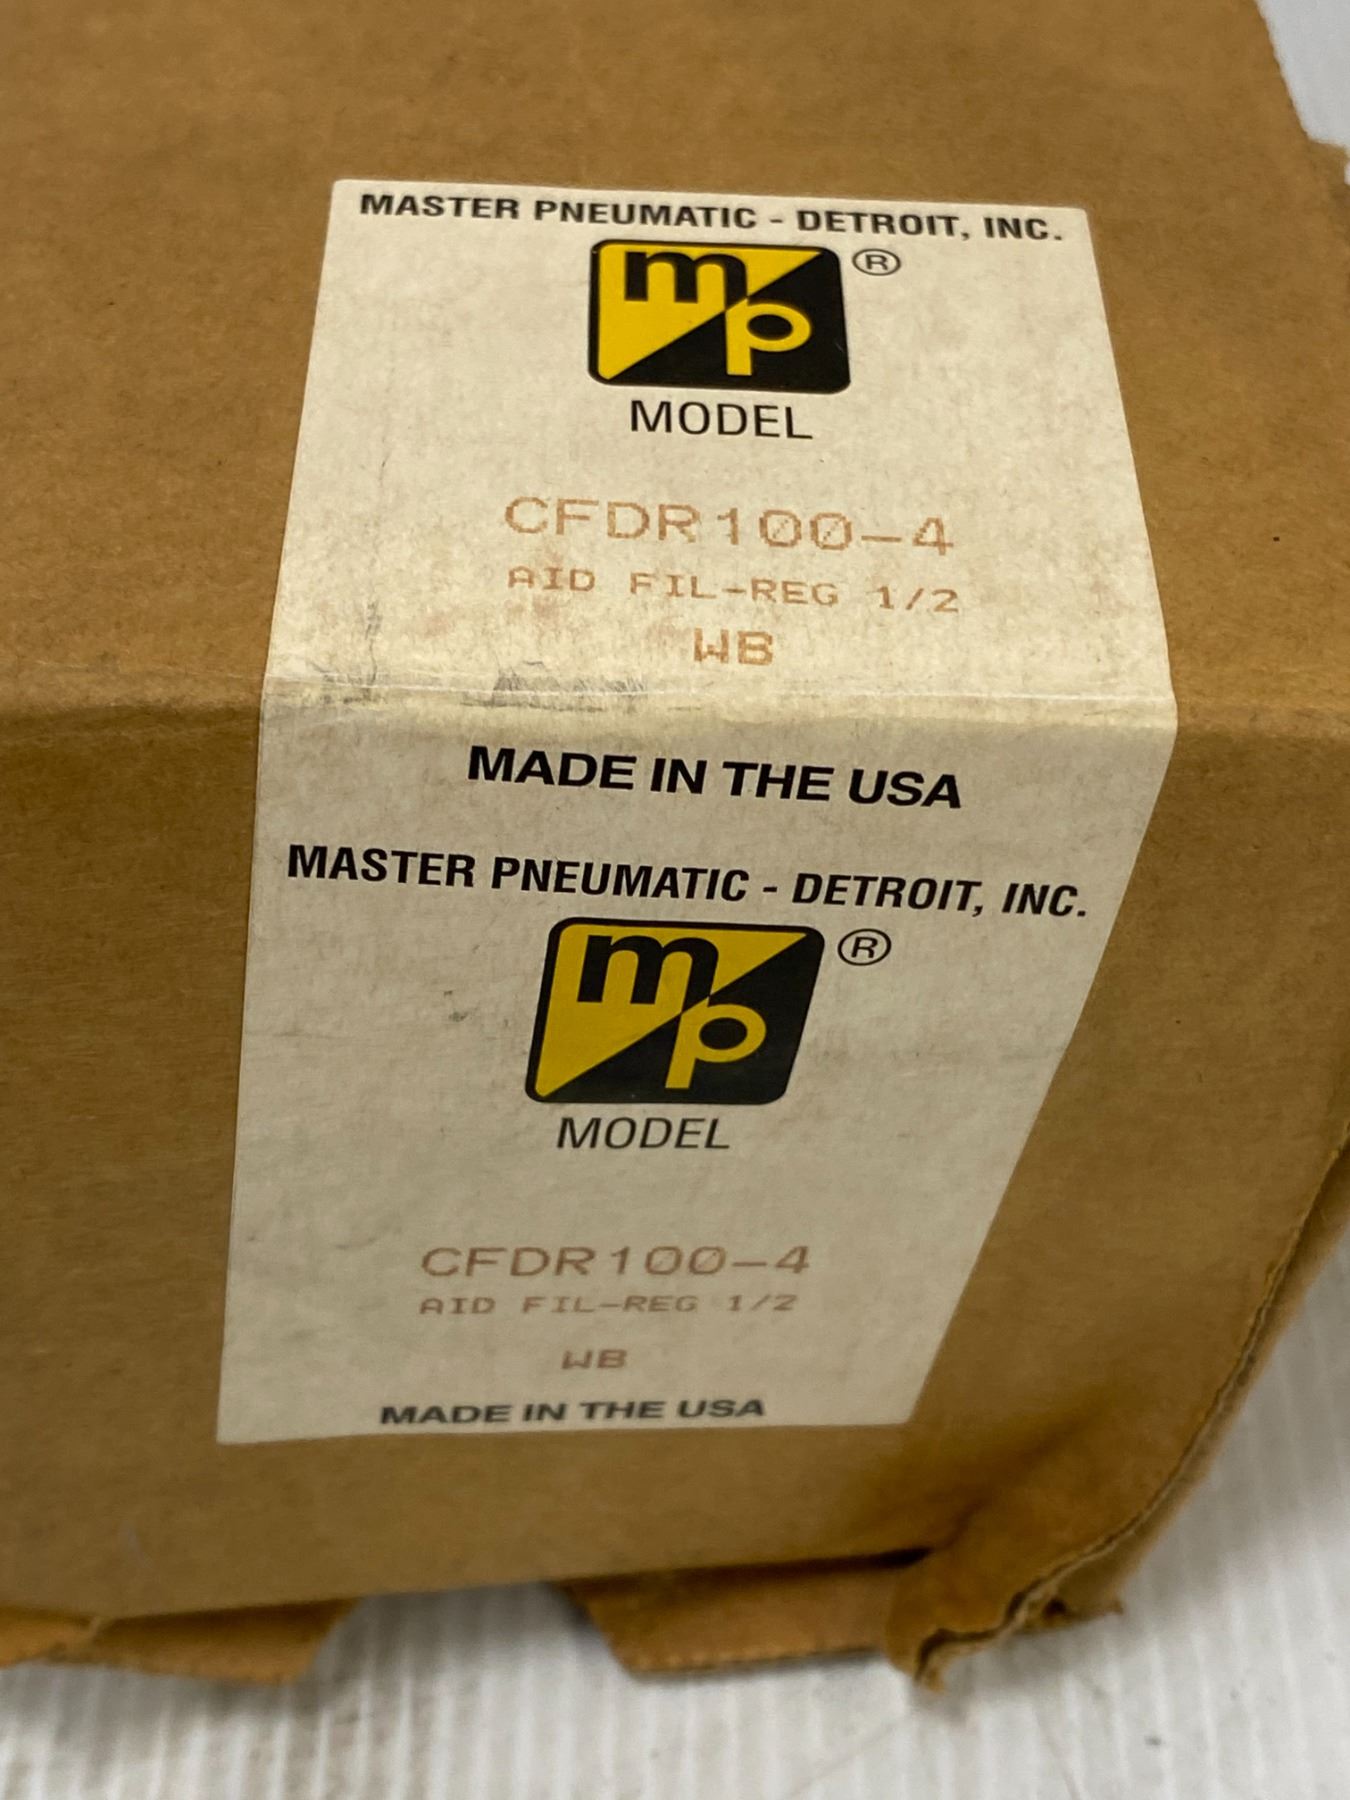 MASTER PNEUMATIC - DETROIT, INC.
mp ®
MODEL
CFDR100-4
AID FIL-REG 1/2
WB
MADE IN THE USA
MASTER PNEUMATIC - DETROIT, INC.
mp ®
MODEL
CFDR100-4
AID FIL-REG 1/2
WB
MADE IN THE USA